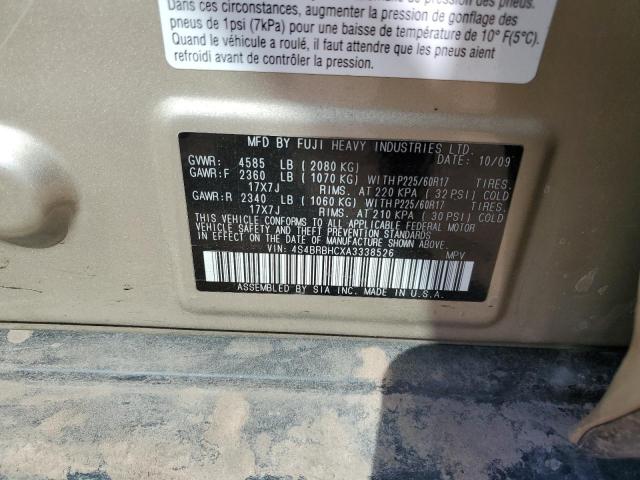 de pression des pneus.
Dans ces circonstances, augmenter la pression de gonflage des
pneus de 1psi (7kPa) pour une baisse de température de 10° F(5°C).
Quand le véhicule a roulé, il faut attendre que les pneus aient
refroidi avant de contrôler la pression.
MFD BY FUJI HEAVY INDUSTRIES LTD.
GVWR: 4585 LB (2080 KG) DATE: 10/09
GAWR:F 2360 LB (1070 KG) WITH P225/60R17 TIRES.
17X7J RIMS. AT 220 KPA (32 PSI) COLD
GAWR:R 2340 LB (1060 KG) WITH P225/60R17 TIRES.
17X7J RIMS. AT 210 KPA (30 PSI) COLD
THIS VEHICLE CONFORMS TO ALL APPLICABLE FEDERAL MOTOR
VEHICLE SAFETY AND THEFT PREVENTION STANDARDS
IN EFFECT ON THE DATE OF MANUFACTURE SHOWN ABOVE.
VIN: 4S4BRBHCXA3338526 MPV
ASSEMBLED BY SIA INC. MADE IN U.S.A.